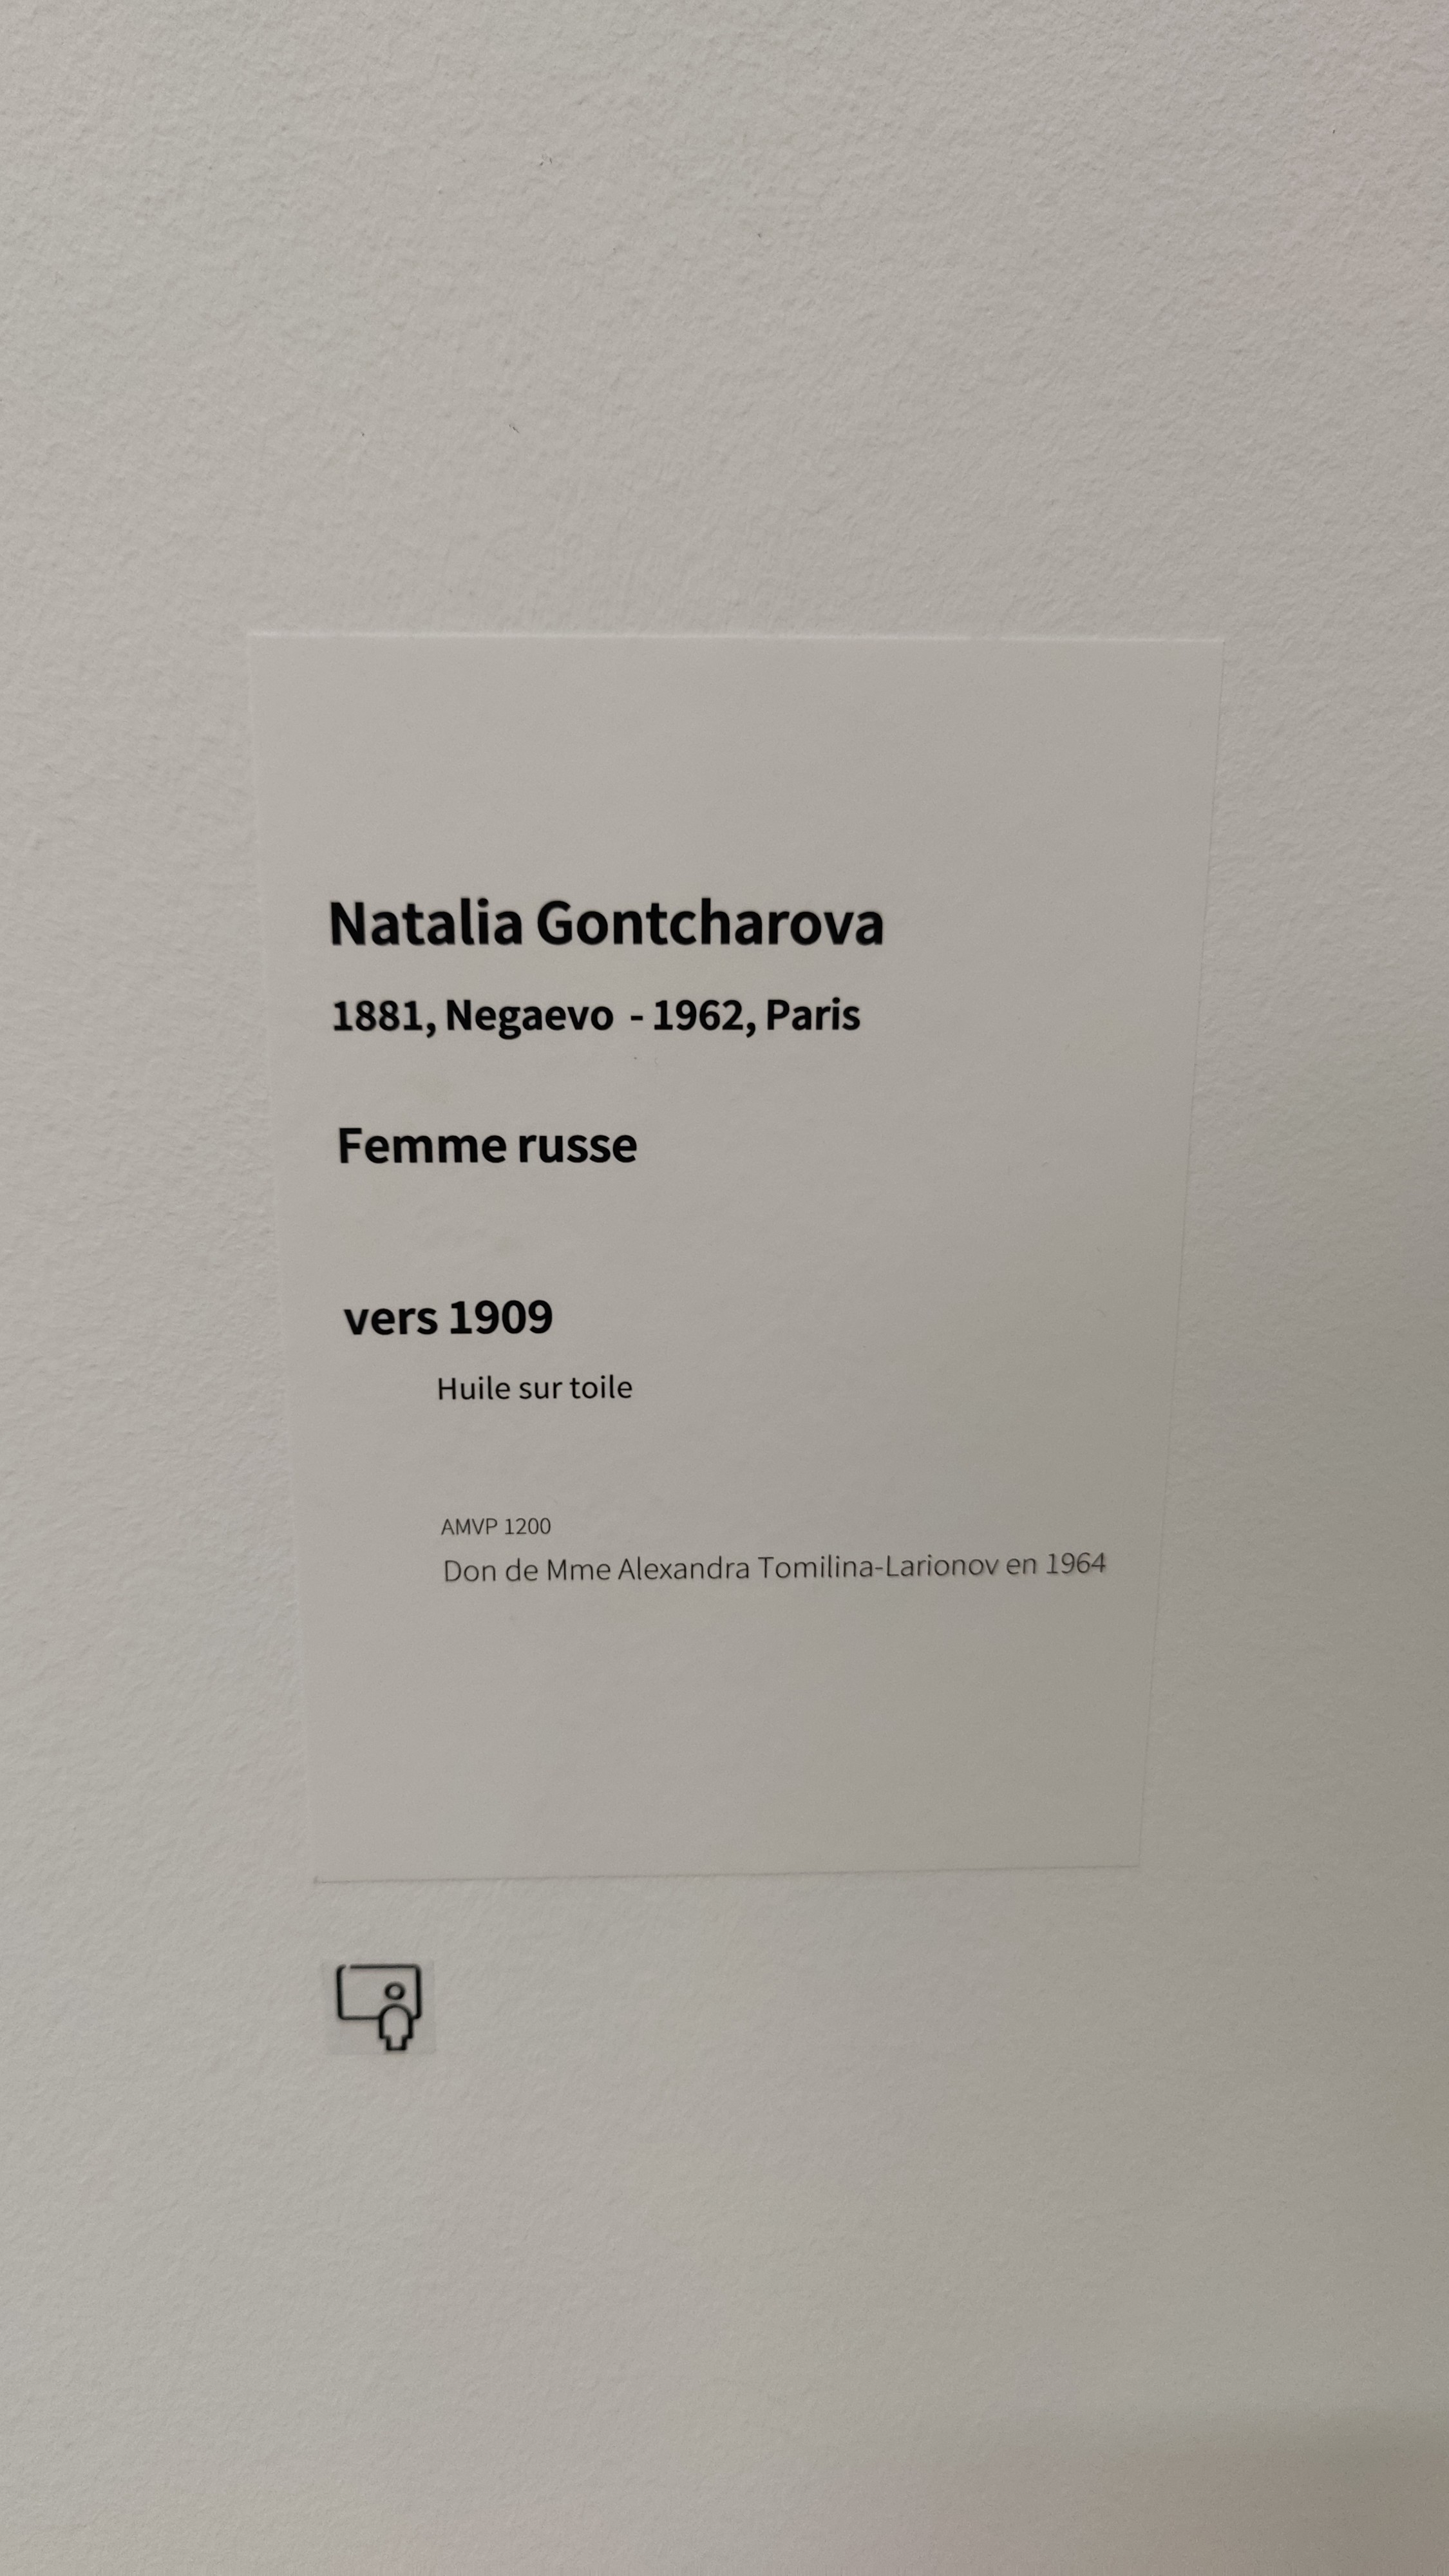 Natalia Gontcharova
1881, Negaevo - 1962, Paris
Femme russe
vers 1909
Huile sur toile
AMVP 1200
Don de Mme Alexandra Tomilina-Larionov en 1964